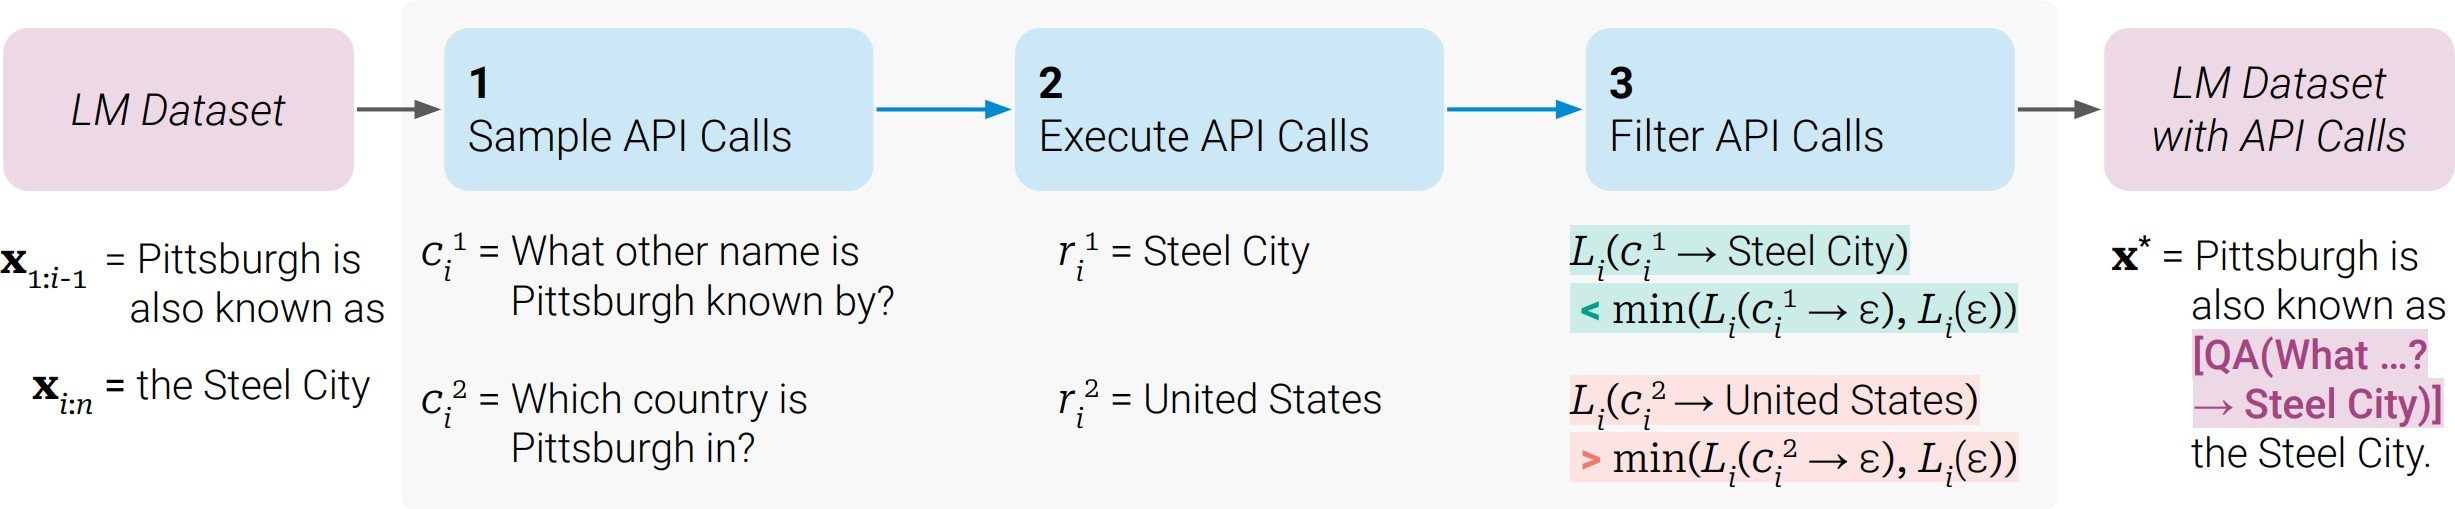 LM Dataset
1
Sample API Calls
2
Execute API Calls
3
Filter API Calls
LM Dataset
with API Calls
x1:i-1 = Pittsburgh is
also known as
xi:n = the Steel City
ci1 = What other name is
Pittsburgh known by?
ci2 = Which country is
Pittsburgh in?
ri1 = Steel City
ri2 = United States
Li(ci1 → Steel City)
< min(Li(ci1 → ε), Li(ε))
Li(ci2 → United States)
> min(Li(ci2 → ε), Li(ε))
x* = Pittsburgh is
also known as
[QA(What ...?
→ Steel City)]
the Steel City.